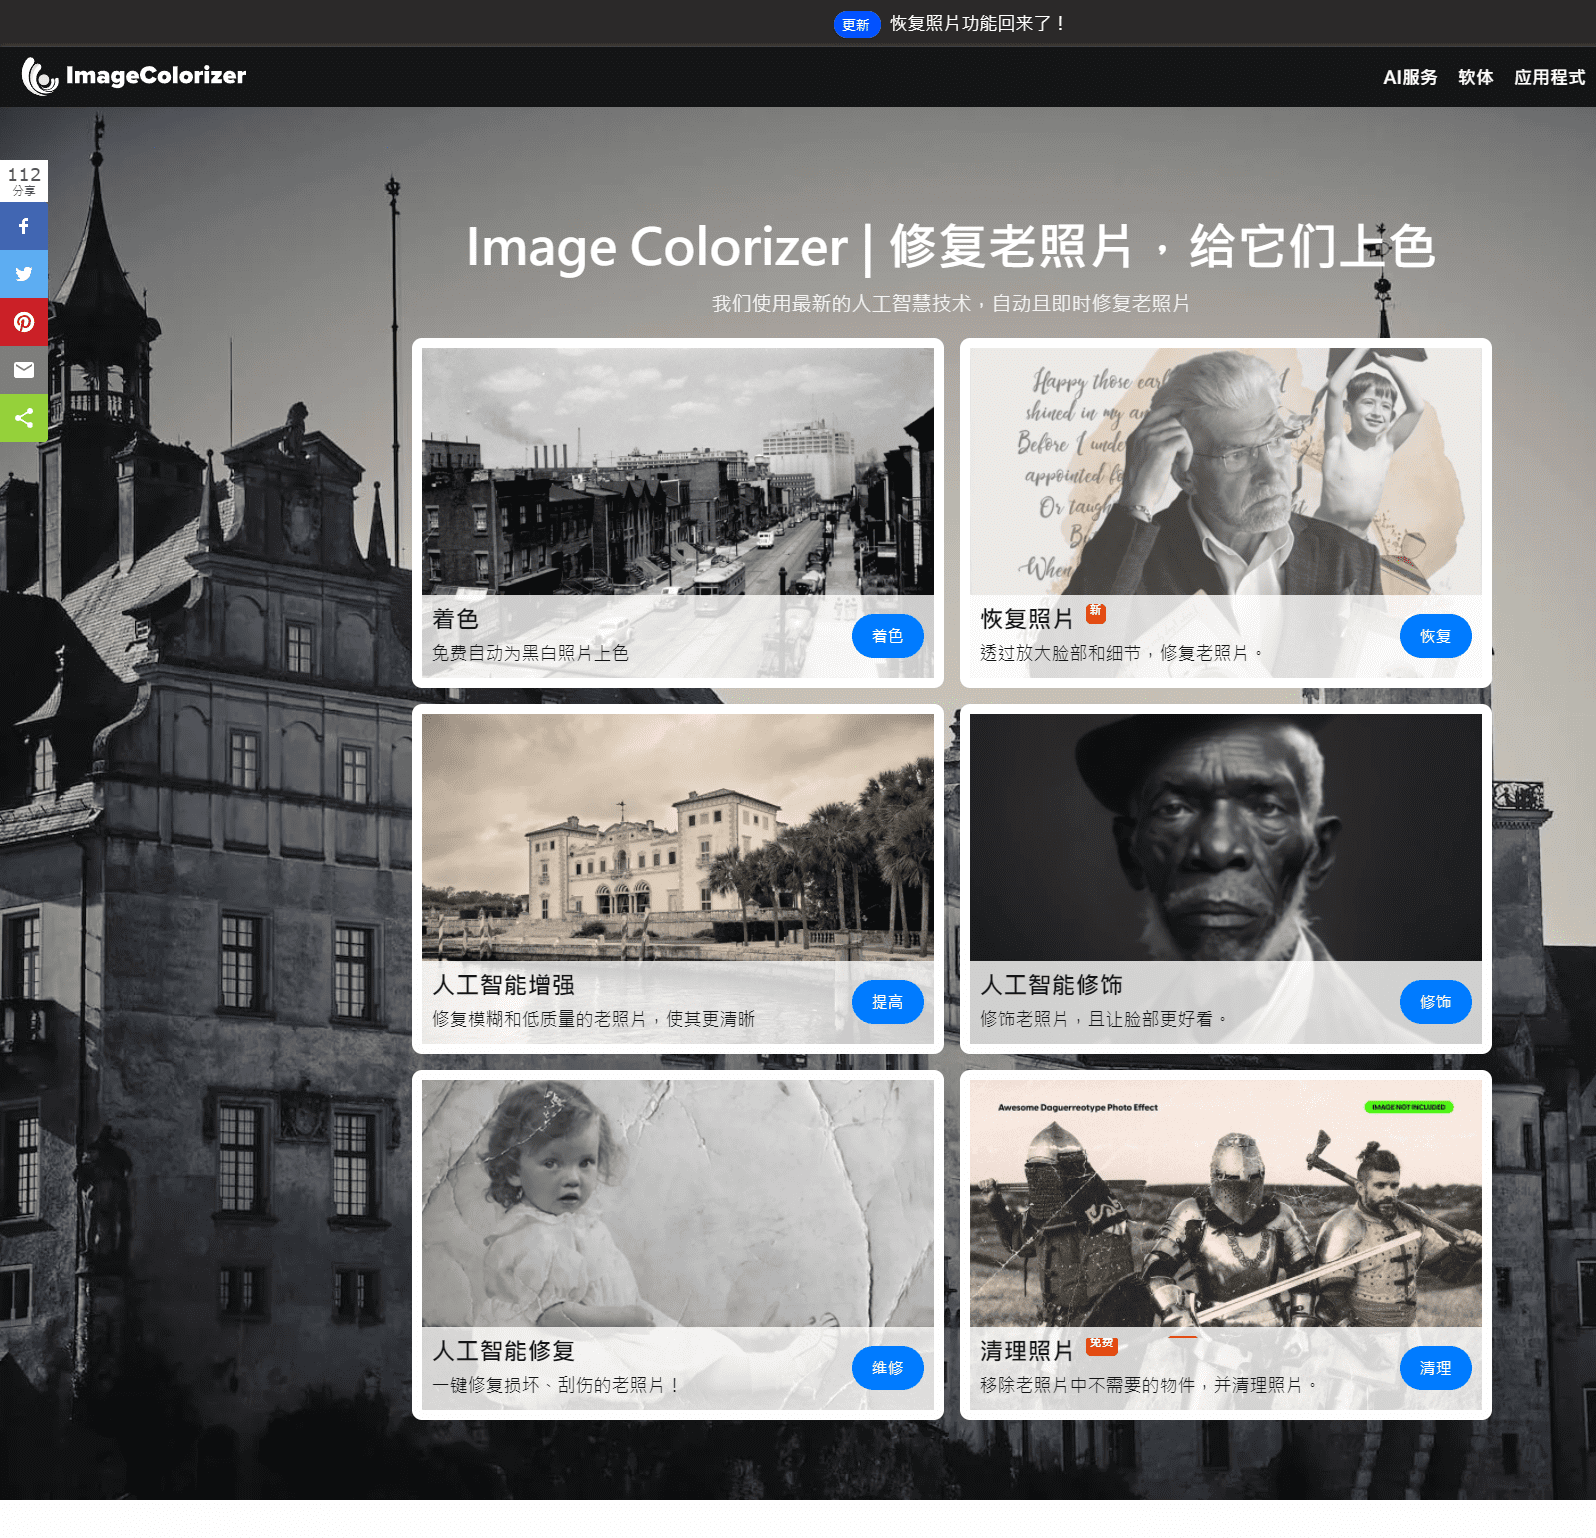 更新 恢复照片功能回来了！
ImageColorizer
AI服务 软体 应用程式
112
分享
Image Colorizer | 修复老照片，给它们上色
我们使用最新的人工智慧技术，自动且即时修复老照片
Happy those earl
shined in my an
Before I unde
appointed fo
Or taugh
When
着色
免费自动为黑白照片上色
着色
恢复照片 新
透过放大脸部和细节，修复老照片。
恢复
人工智能增强
修复模糊和低质量的老照片，使其更清晰
提高
人工智能修饰
修饰老照片，且让脸部更好看。
修饰
人工智能修复
一键修复损坏、刮伤的老照片！
维修
Awesome Daguerreotype Photo Effect
IMAGE NOT INCLUDED
清理照片 免费
移除老照片中不需要的物件，并清理照片。
清理